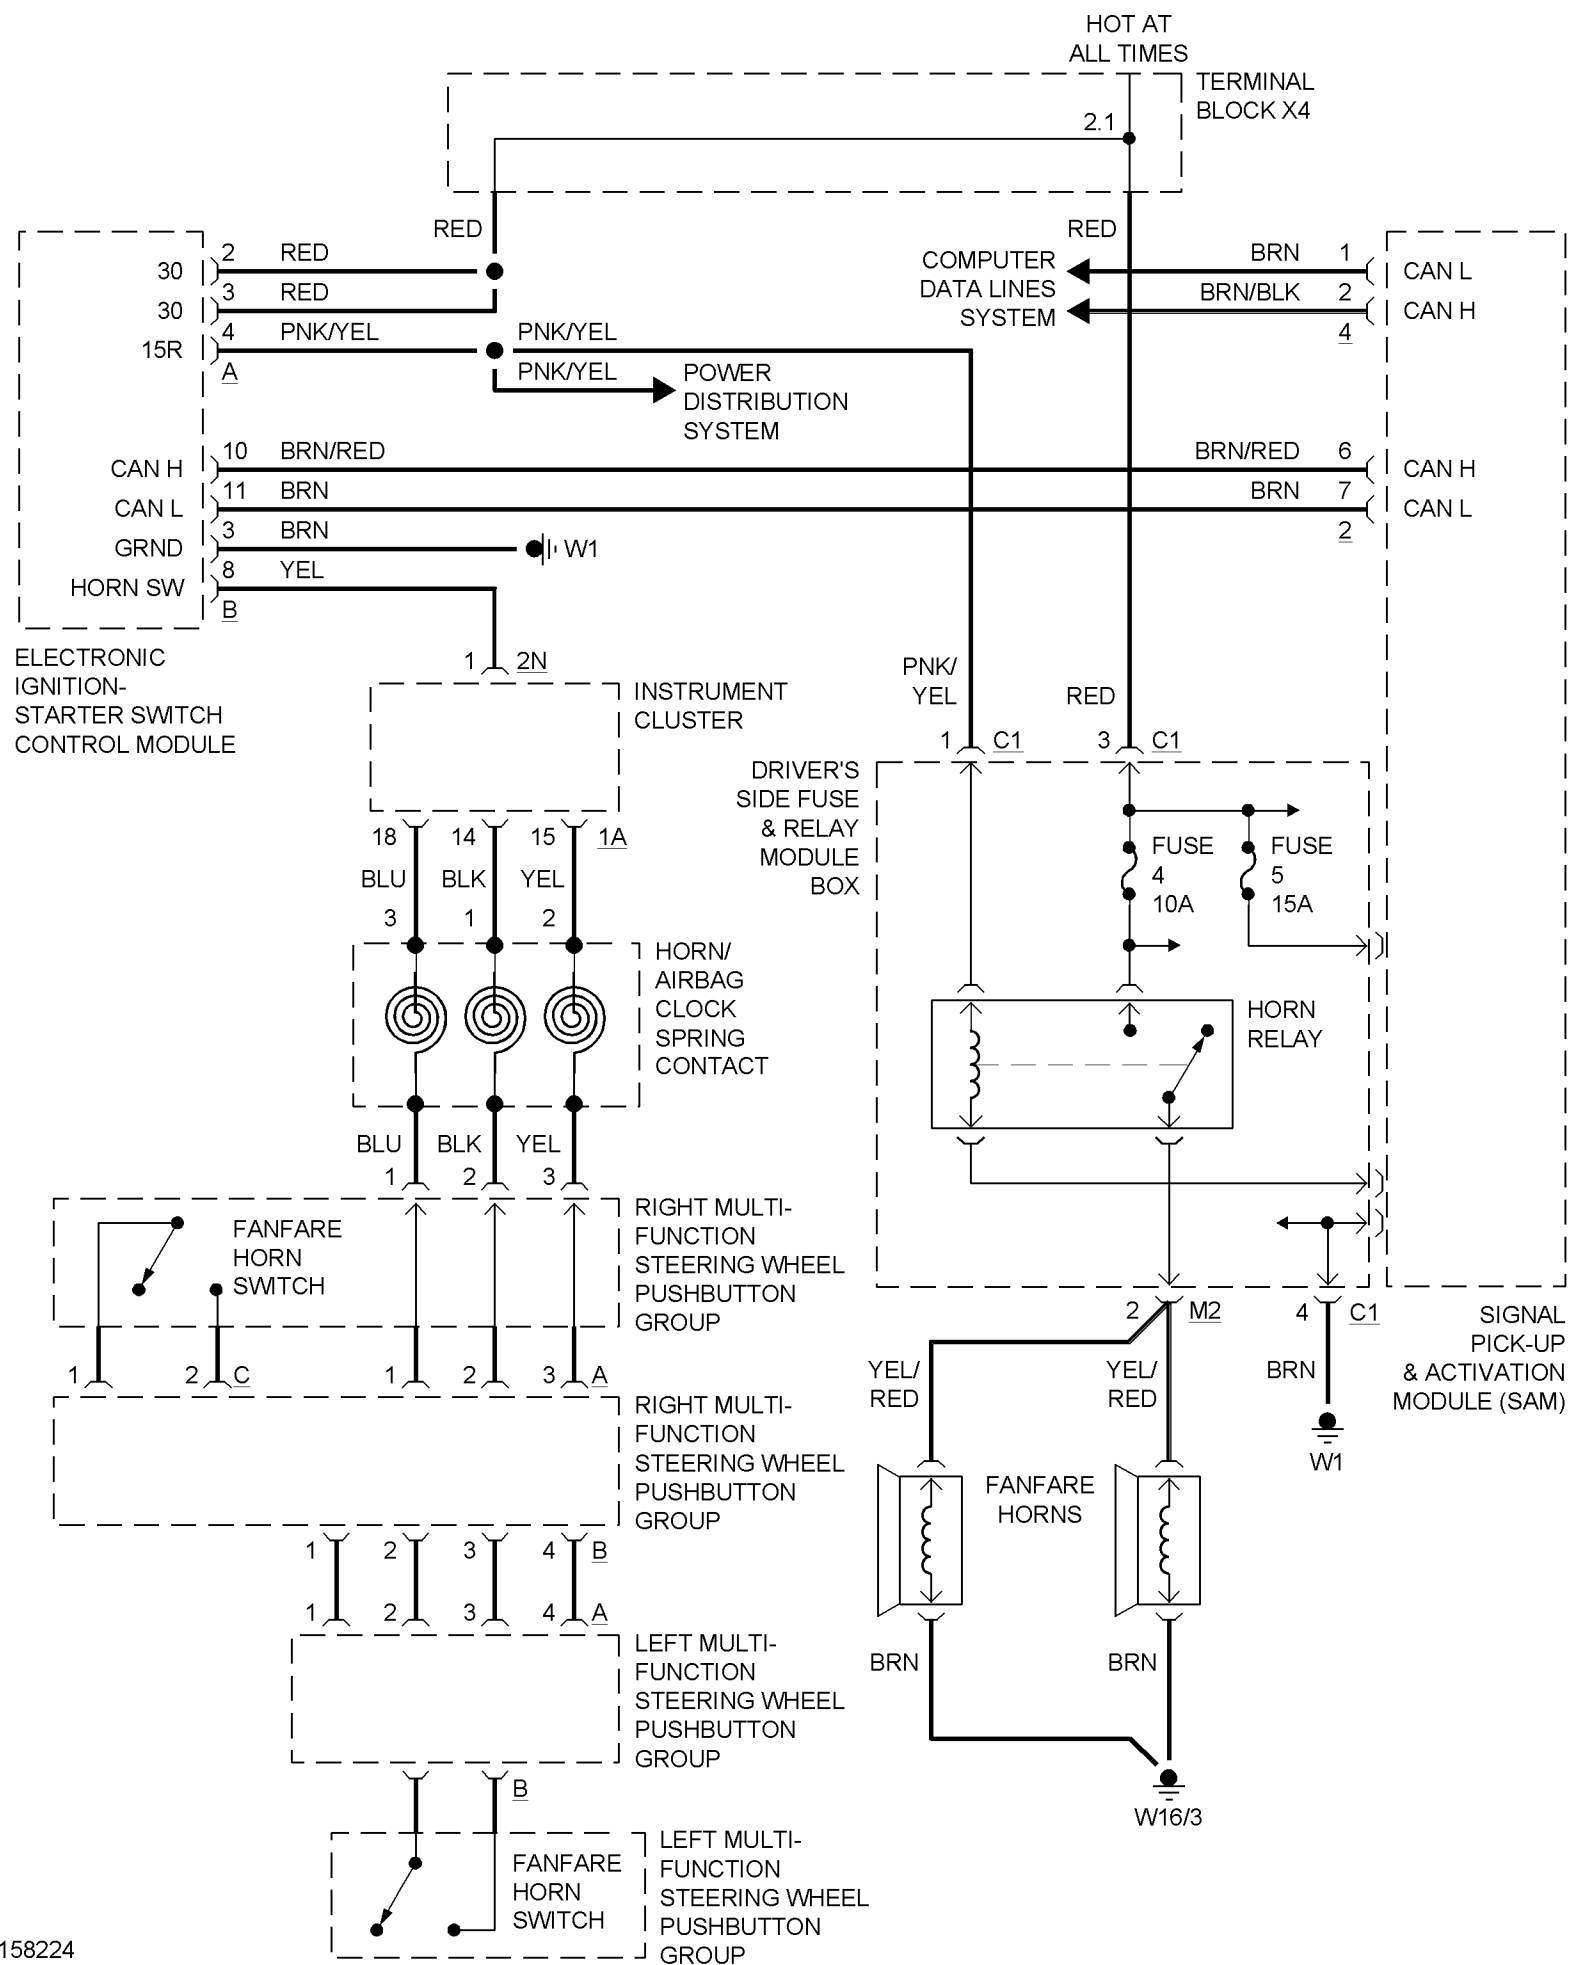 HOT AT
ALL TIMES
TERMINAL
BLOCK X4
2.1
RED
RED
30
2
RED
30
3
RED
15R
4
PNK/YEL
PNK/YEL
A
PNK/YEL
POWER
DISTRIBUTION
SYSTEM
COMPUTER
DATA LINES
SYSTEM
BRN
1
CAN L
BRN/BLK
2
CAN H
4
CAN H
10
BRN/RED
BRN/RED
6
CAN H
CAN L
11
BRN
BRN
7
CAN L
2
GRND
3
BRN
W1
HORN SW
8
YEL
B
ELECTRONIC
IGNITION-
STARTER SWITCH
CONTROL MODULE
1
2N
INSTRUMENT
CLUSTER
PNK/
YEL
RED
1
C1
3
C1
DRIVER'S
SIDE FUSE
& RELAY
MODULE
BOX
18
14
15
1A
BLU
BLK
YEL
3
1
2
FUSE
4
10A
FUSE
5
15A
HORN/
AIRBAG
CLOCK
SPRING
CONTACT
HORN
RELAY
BLU
BLK
YEL
1
2
3
FANFARE
HORN
SWITCH
RIGHT MULTI-
FUNCTION
STEERING WHEEL
PUSHBUTTON
GROUP
1
2
C
1
2
3
A
2
M2
4
C1
SIGNAL
PICK-UP
& ACTIVATION
MODULE (SAM)
YEL/
RED
YEL/
RED
BRN
W1
RIGHT MULTI-
FUNCTION
STEERING WHEEL
PUSHBUTTON
GROUP
FANFARE
HORNS
1
2
3
4
B
1
2
3
4
A
LEFT MULTI-
FUNCTION
STEERING WHEEL
PUSHBUTTON
GROUP
BRN
BRN
W16/3
B
FANFARE
HORN
SWITCH
LEFT MULTI-
FUNCTION
STEERING WHEEL
PUSHBUTTON
GROUP
158224